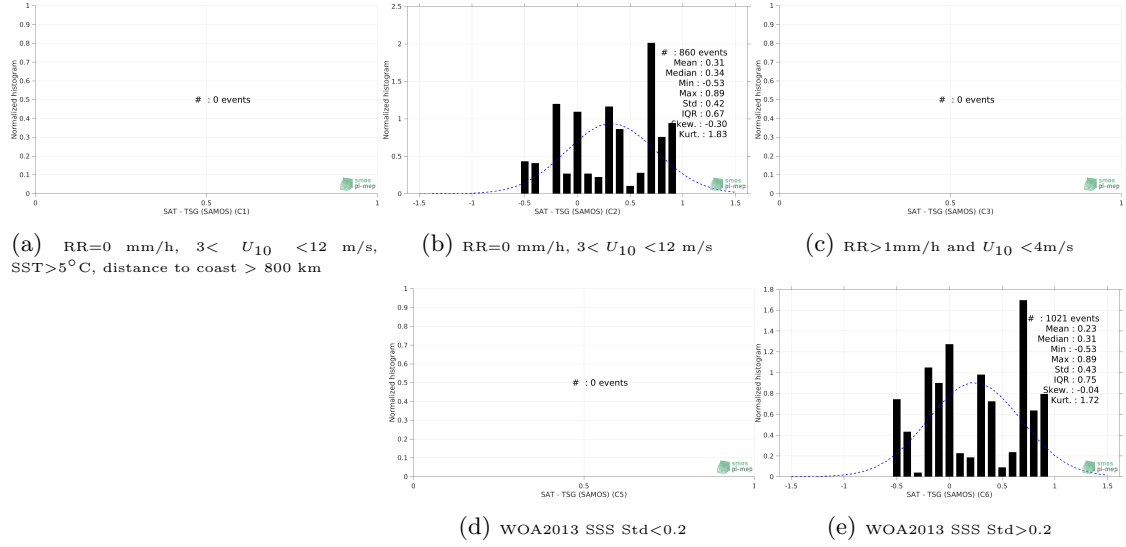 1
0.9
0.8
0.7
0.6
0.5
0.4
0.3
0.2
0.1
0
Normalized histogram
# : 0 events
0 0.5 1
SAT - TSG (SAMOS) (C1)
smos
pi-mep
2.5
2
1.5
1
0.5
0
Normalized histogram
# : 860 events
Mean : 0.31
Median : 0.34
Min : -0.53
Max : 0.89
Std : 0.42
IQR : 0.67
Skew. : -0.30
Kurt. : 1.83
-1.5 -1 -0.5 0 0.5 1 1.5
SAT - TSG (SAMOS) (C2)
smos
pi-mep
1
0.9
0.8
0.7
0.6
0.5
0.4
0.3
0.2
0.1
0
Normalized histogram
# : 0 events
0 0.5 1
SAT - TSG (SAMOS) (C3)
smos
pi-mep
(a) RR=0 mm/h, 3< U10 <12 m/s,
SST>5°C, distance to coast > 800 km
(b) RR=0 mm/h, 3< U10 <12 m/s
(c) RR>1mm/h and U10 <4m/s
1
0.9
0.8
0.7
0.6
0.5
0.4
0.3
0.2
0.1
0
Normalized histogram
# : 0 events
0 0.5 1
SAT - TSG (SAMOS) (C5)
smos
pi-mep
1.8
1.6
1.4
1.2
1
0.8
0.6
0.4
0.2
0
Normalized histogram
# : 1021 events
Mean : 0.23
Median : 0.31
Min : -0.53
Max : 0.89
Std : 0.43
IQR : 0.75
Skew. : -0.04
Kurt. : 1.72
-1.5 -1 -0.5 0 0.5 1 1.5
SAT - TSG (SAMOS) (C6)
smos
pi-mep
(d) WOA2013 SSS Std<0.2
(e) WOA2013 SSS Std>0.2